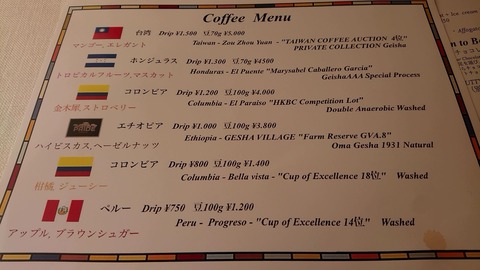 Coffee Menu
台湾 Drip ¥1.500 豆70g ¥5.000
Taiwan - Zou Zhou Yuan - "TAIWAN COFFEE AUCTION 4位"
マンゴー, エレガント PRIVATE COLLECTION Geisha
ホンジュラス Drip ¥1.300 豆70g ¥4500
Honduras - El Puente "Marysabel Caballero Garcia"
トロピカルフルーツ, マスカット GeishaAAA Special Process
コロンビア Drip ¥1.200 豆100g ¥4.000
Columbia - El Paraiso "HKBC Competition Lot"
金木犀, ストロベリー Double Anaerobic Washed
エチオピア Drip ¥1.000 豆100g ¥3.800
Ethiopia - GESHA VILLAGE "Farm Reserve GVA.8"
ハイビスカス, ヘーゼルナッツ Oma Gesha 1931 Natural
コロンビア Drip ¥800 豆100g ¥1.400
Columbia - Bella vista - "Cup of Excellence 18位" Washed
柑橘, ジューシー
ペルー Drip ¥750 豆100g ¥1.200
Peru - Progreso - "Cup of Excellence 14位" Washed
アップル, ブラウンシュガー
Ice cream